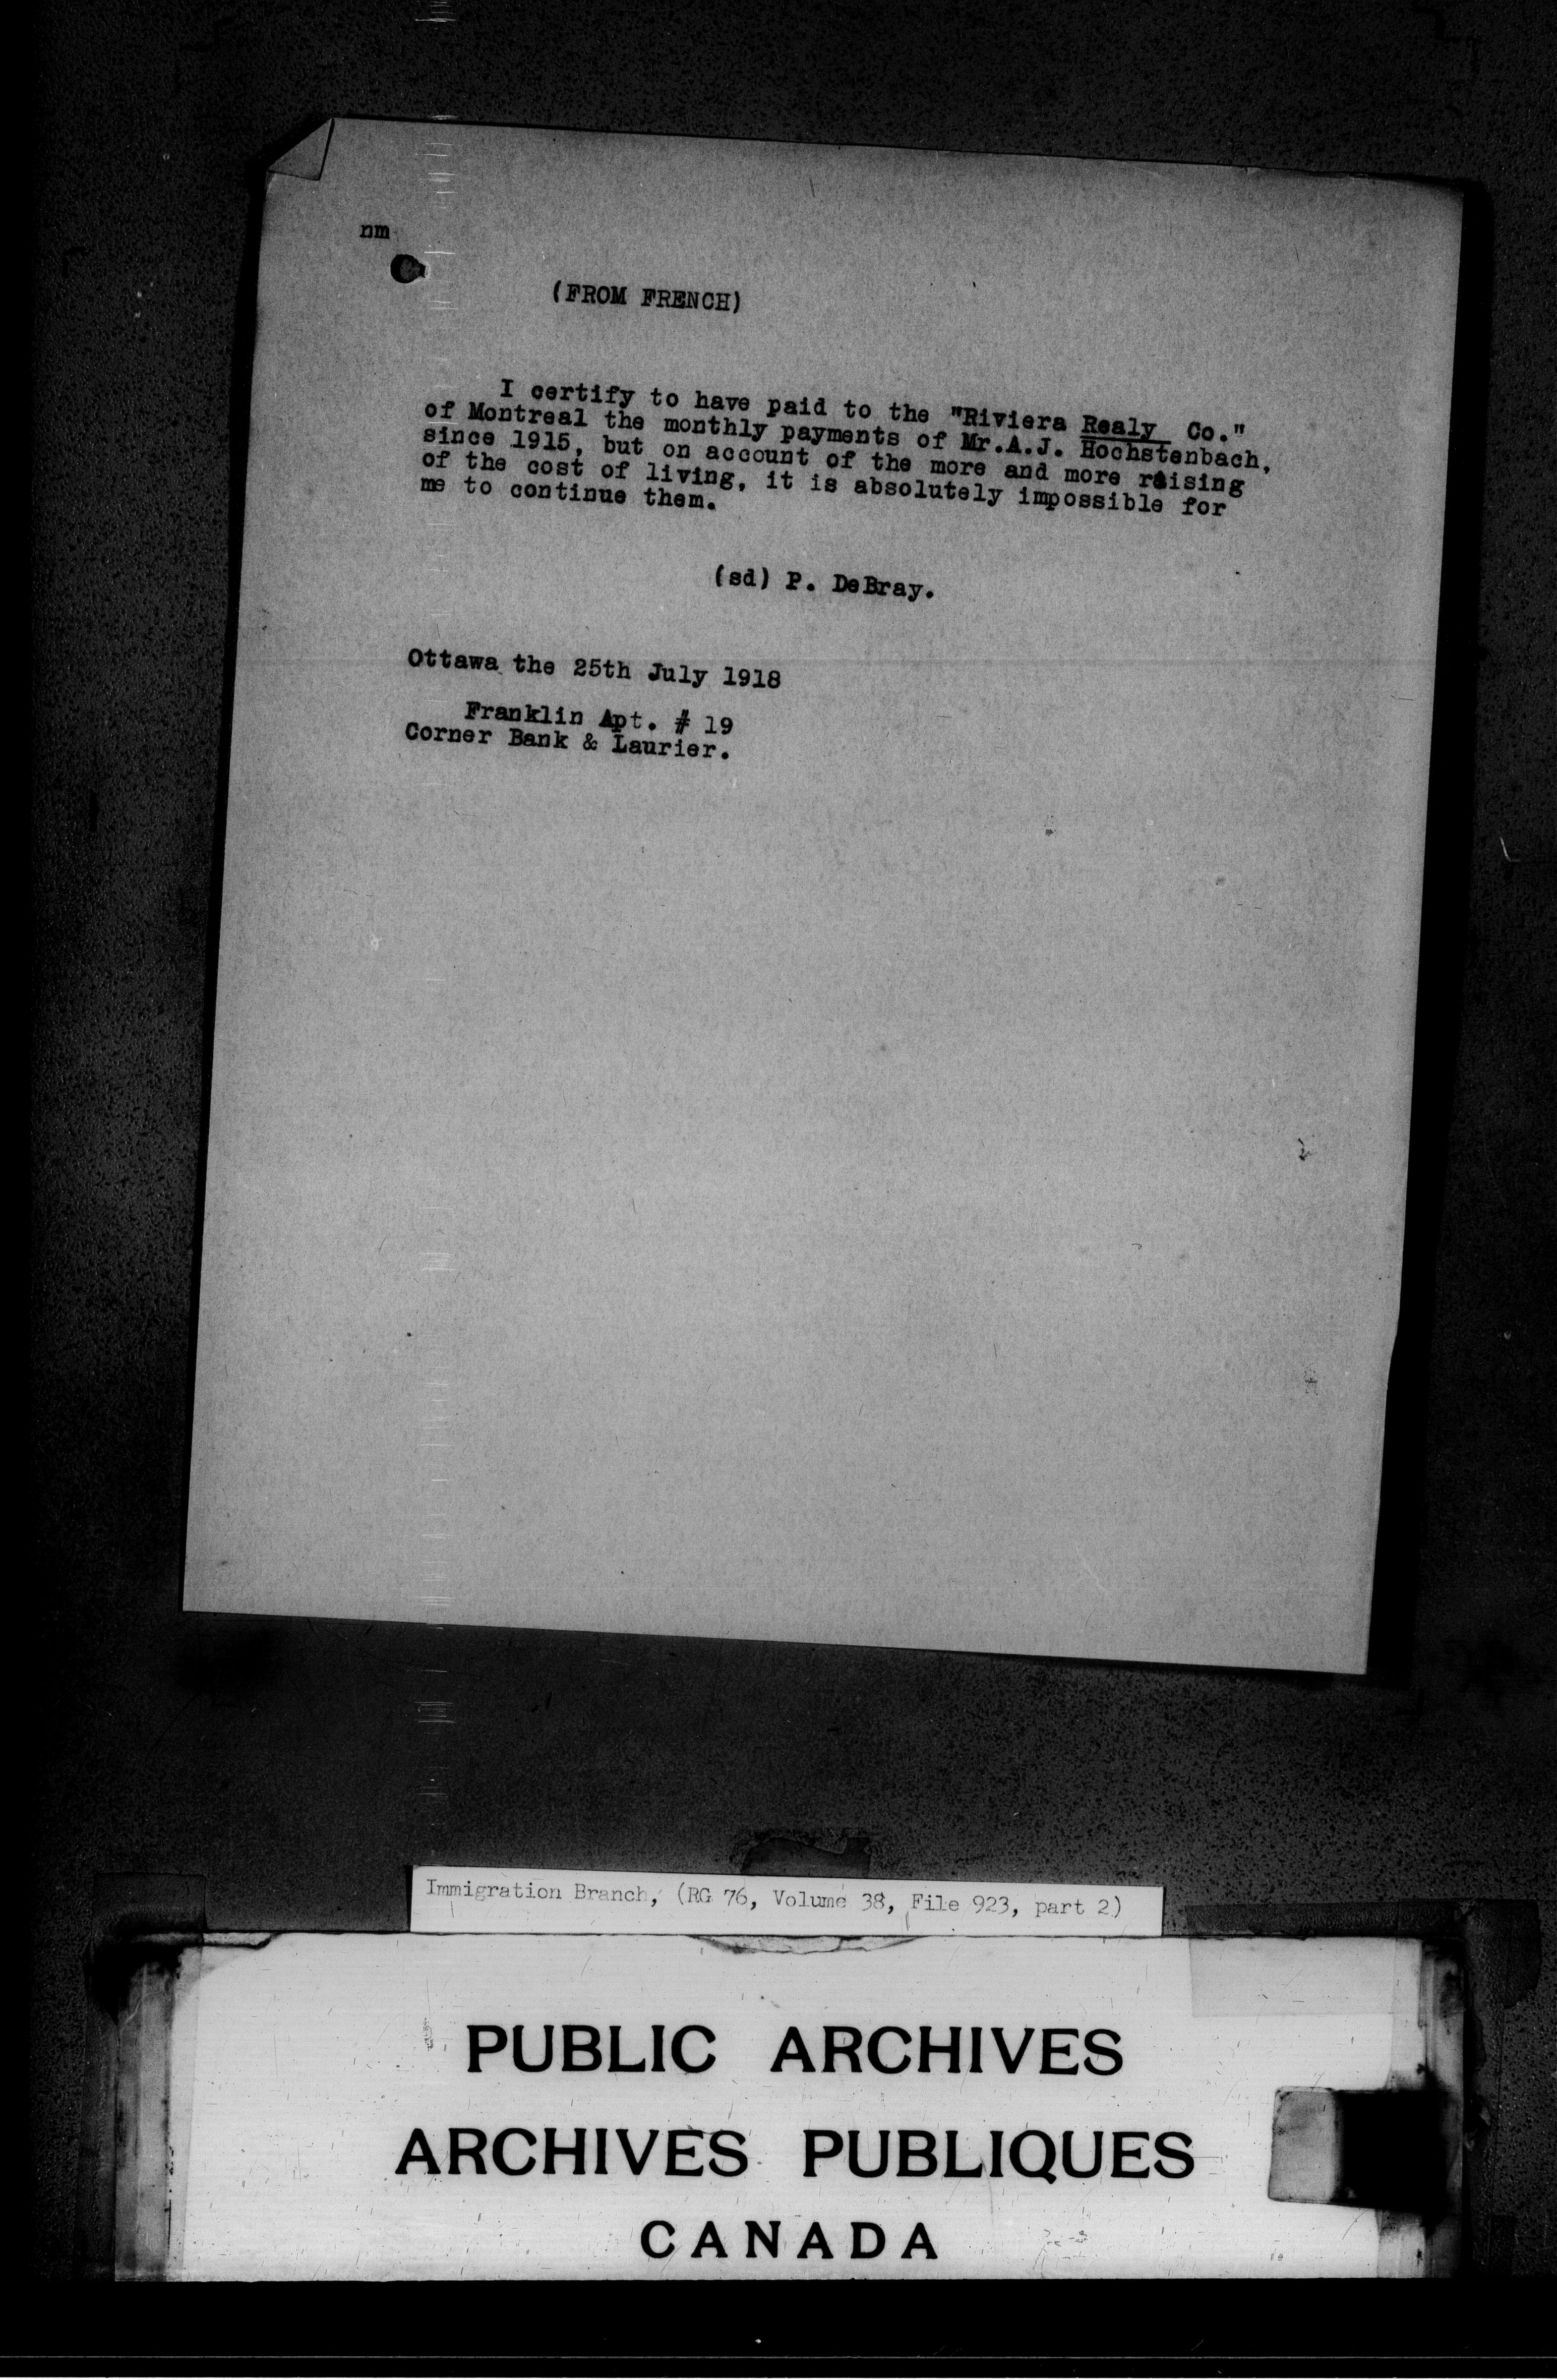 nm
(FROM FRENCH)
I certify to have paid to the "Riviera Realy Co."
of Montreal the monthly payments of Mr.A.J. Hochstenbach,
since 1915, but on account of the more and more raising
of the cost of living, it is absolutely impossible for
me to continue them.
(sd) P. DeBray.
Ottawa the 25th July 1918
Franklin Apt. # 19
Corner Bank & Laurier.
Immigration Branch, (RG 76, Volume 38, File 923, part 2)
PUBLIC ARCHIVES
ARCHIVES PUBLIQUES
CANADA